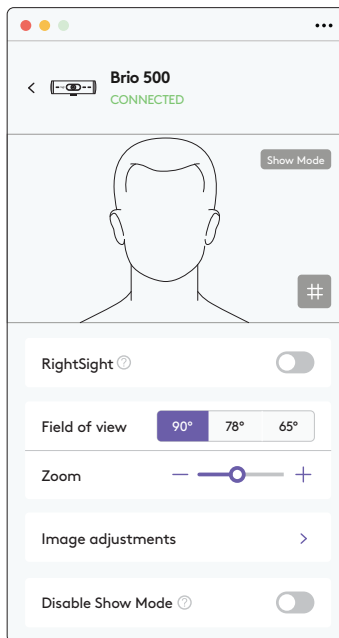 Brio 500
CONNECTED
Show Mode
RightSight ?
Field of view 90° 78° 65°
Zoom
Image adjustments
Disable Show Mode ?